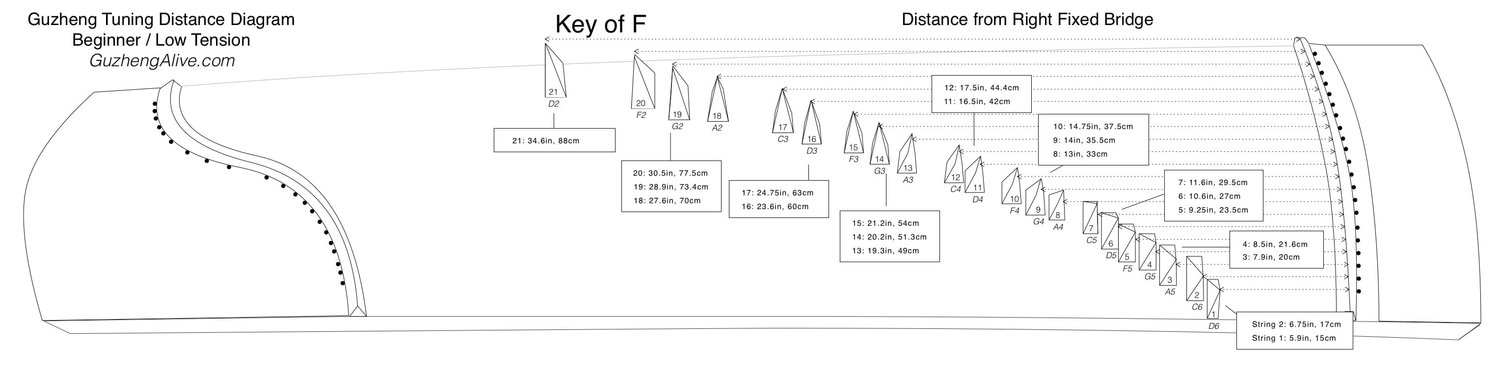 Guzheng Tuning Distance Diagram
Beginner / Low Tension
GuzhengAlive.com
Key of F
Distance from Right Fixed Bridge
21
D2
20
F2
19
G2
18
A2
17
C3
16
D3
15
F3
14
G3
13
A3
12
C4
11
D4
10
F4
9
G4
8
A4
7
C5
6
D5
5
F5
4
G5
3
A5
2
C6
1
D6
21: 34.6in, 88cm
20: 30.5in, 77.5cm
19: 28.9in, 73.4cm
18: 27.6in, 70cm
17: 24.75in, 63cm
16: 23.6in, 60cm
15: 21.2in, 54cm
14: 20.2in, 51.3cm
13: 19.3in, 49cm
12: 17.5in, 44.4cm
11: 16.5in, 42cm
10: 14.75in, 37.5cm
9: 14in, 35.5cm
8: 13in, 33cm
7: 11.6in, 29.5cm
6: 10.6in, 27cm
5: 9.25in, 23.5cm
4: 8.5in, 21.6cm
3: 7.9in, 20cm
String 2: 6.75in, 17cm
String 1: 5.9in, 15cm